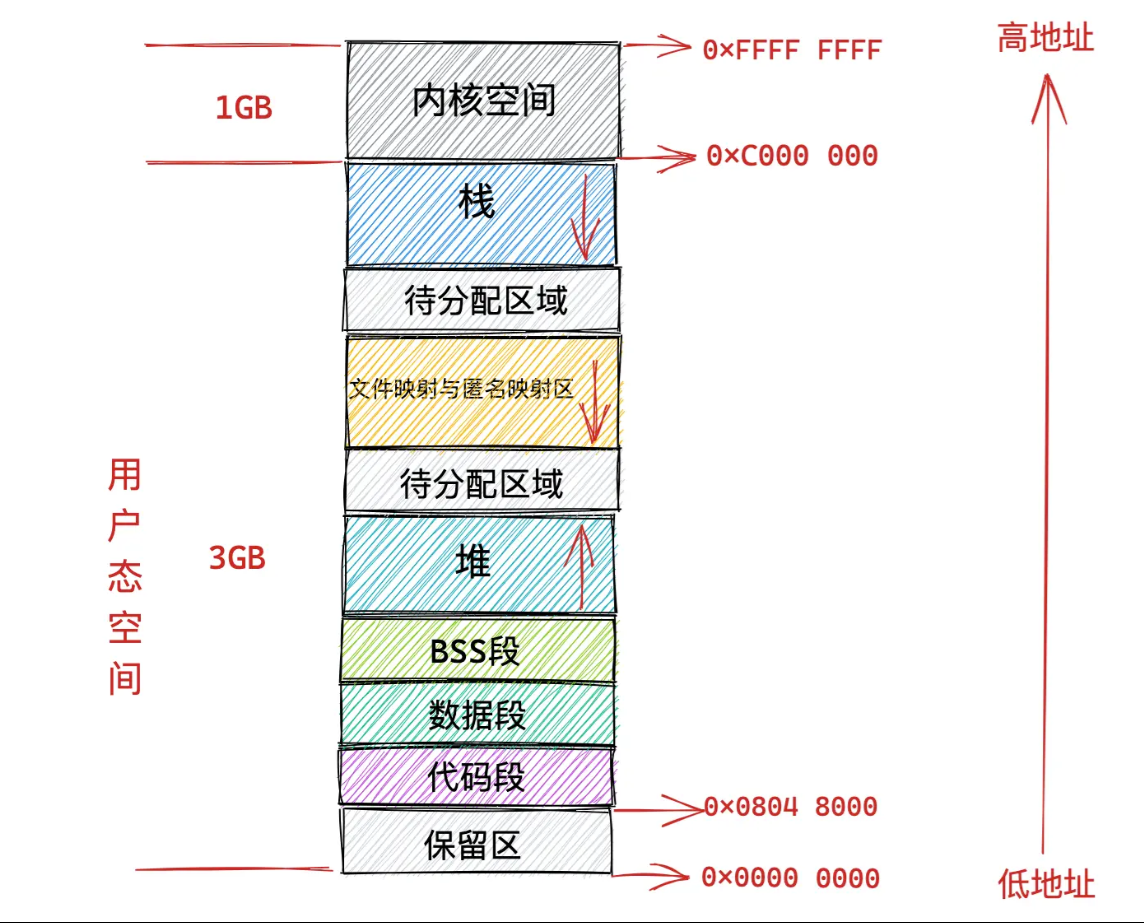 高地址
0×FFFF FFFF
内核空间
1GB
0×C000 000
栈
待分配区域
文件映射与匿名映射区
待分配区域
用户态空间
3GB
堆
BSS段
数据段
代码段
0×0804 8000
保留区
0×0000 0000
低地址